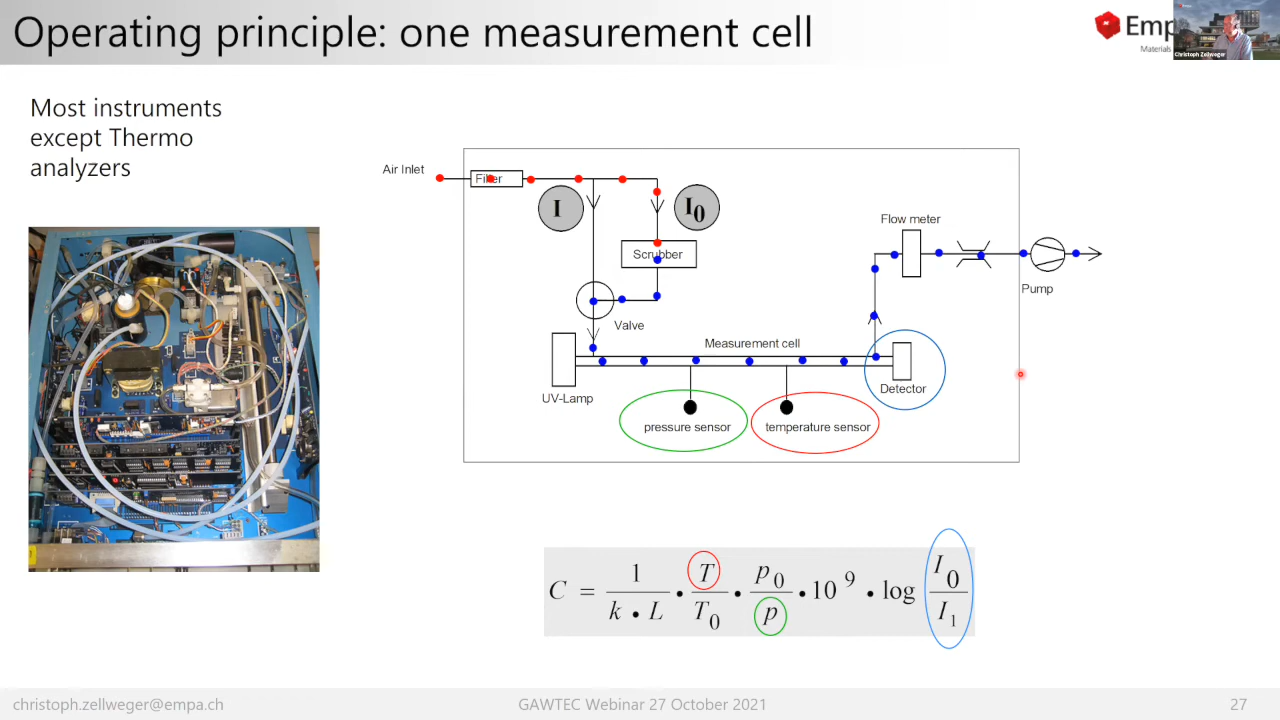 Operating principle: one measurement cell
Emp
Materials
Christoph Zellweger
Most instruments
except Thermo
analyzers
Air Inlet
Filter
I
I0
Scrubber
Valve
Flow meter
Pump
Measurement cell
UV-Lamp
Detector
pressure sensor
temperature sensor
C = 1 / (k • L) • T / T0 • p0 / p • 10^9 • log I0 / I1
christoph.zellweger@empa.ch
GAWTEC Webinar 27 October 2021
27